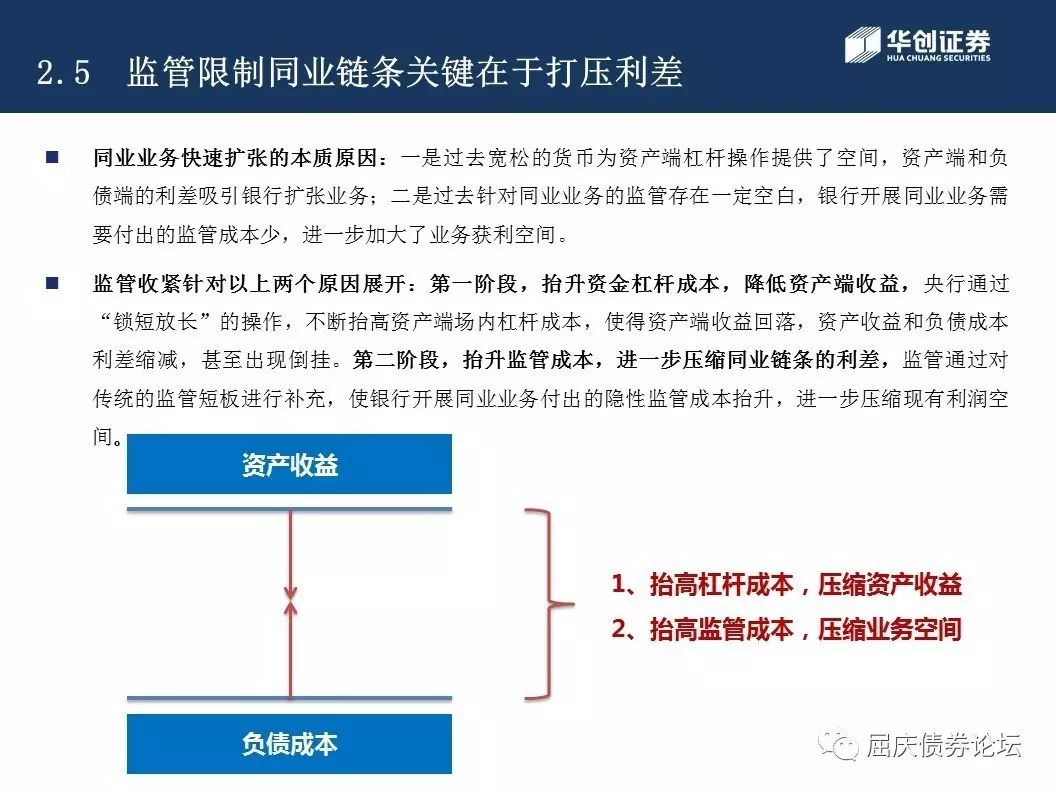 华创证券
HUA CHUANG SECURITIES
2.5 监管限制同业链条关键在于打压利差
同业业务快速扩张的本质原因：一是过去宽松的货币为资产端杠杆操作提供了空间，资产端和负
债端的利差吸引银行扩张业务；二是过去针对同业业务的监管存在一定空白，银行开展同业业务需
要付出的监管成本少，进一步加大了业务获利空间。
监管收紧针对以上两个原因展开：第一阶段，抬升资金杠杆成本，降低资产端收益，央行通过
“锁短放长”的操作，不断抬高资产端场内杠杆成本，使得资产端收益回落，资产收益和负债成本
利差缩减，甚至出现倒挂。第二阶段，抬升监管成本，进一步压缩同业链条的利差，监管通过对
传统的监管短板进行补充，使银行开展同业业务付出的隐性监管成本抬升，进一步压缩现有利润空
间。
资产收益
1、抬高杠杆成本，压缩资产收益
2、抬高监管成本，压缩业务空间
负债成本
屈庆债券论坛